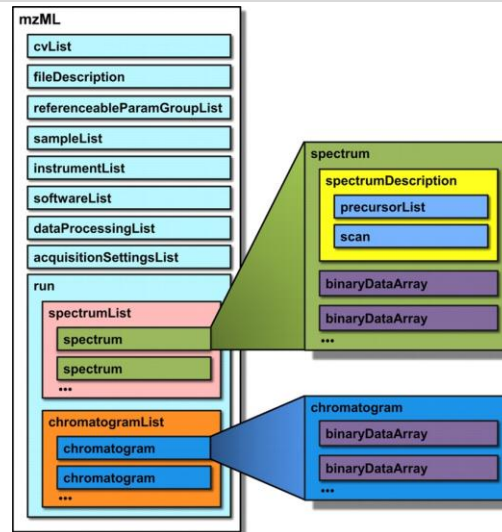 mzML
cvList
fileDescription
referenceableParamGroupList
sampleList
instrumentList
softwareList
dataProcessingList
acquisitionSettingsList
run
spectrumList
spectrum
spectrum
...
chromatogramList
chromatogram
chromatogram
...
spectrum
spectrumDescription
precursorList
scan
binaryDataArray
binaryDataArray
...
chromatogram
binaryDataArray
binaryDataArray
...